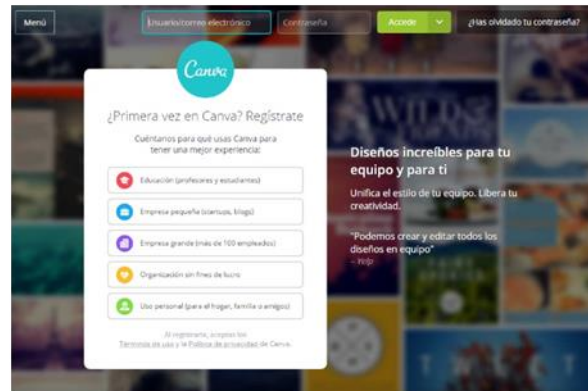 Menú
Usuario/correo electrónico
Contraseña
Accede
¿Has olvidado tu contraseña?
Canva
¿Primera vez en Canva? Regístrate
Cuéntanos para qué usas Canva para
tener una mejor experiencia:
Educación (profesores y estudiantes)
Empresa pequeña (startups, blogs)
Empresa grande (más de 100 empleados)
Organización sin fines de lucro
Uso personal (para el hogar, familia o amigos)
Al registrarte, aceptas los
Términos de uso y la Política de privacidad de Canva.
Diseños increíbles para tu
equipo y para ti
Unifica el estilo de tu equipo. Libera tu
creatividad.
"Podemos crear y editar todos los
diseños en equipo"
– Yelp
WILD